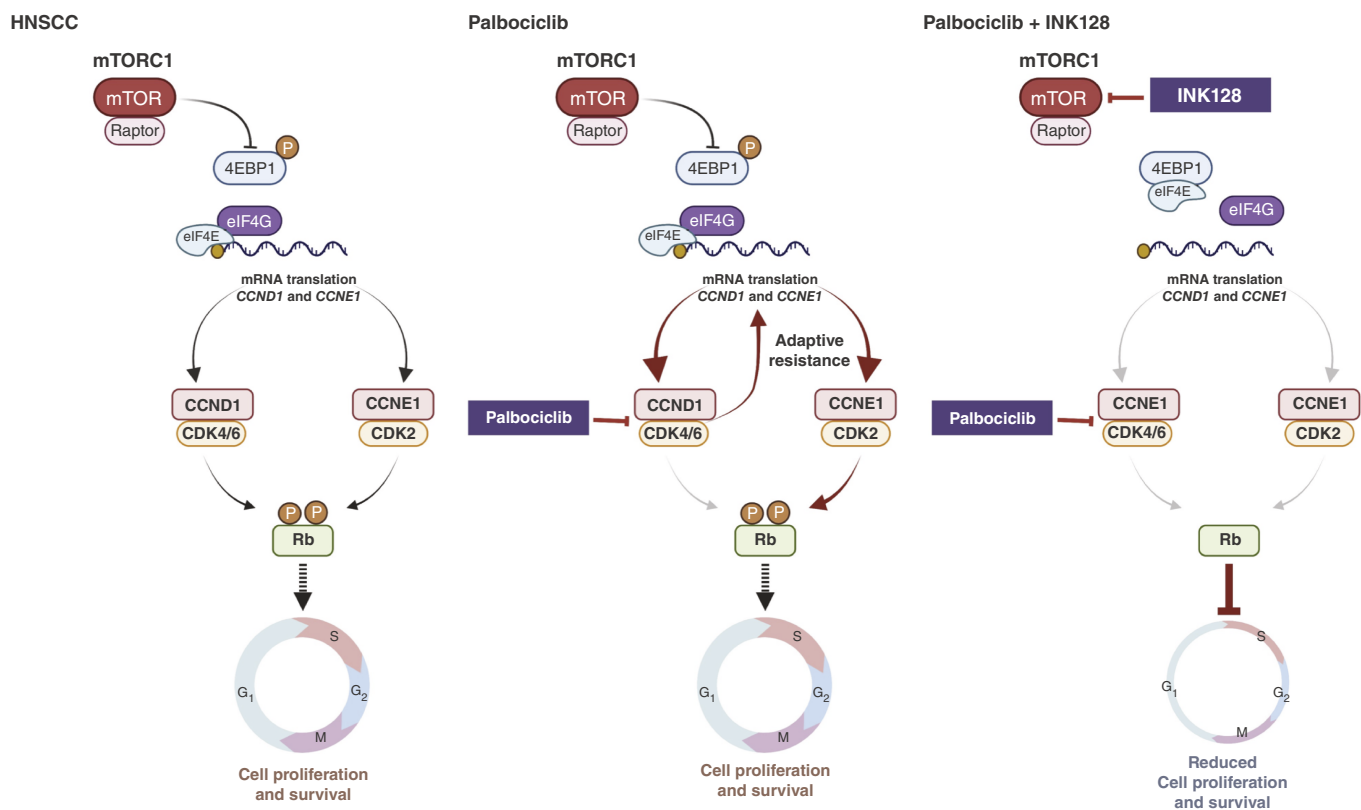 HNSCC
mTORC1
mTOR
Raptor
P
4EBP1
eIF4G
eIF4E
mRNA translation
CCND1 and CCNE1
CCND1
CDK4/6
CCNE1
CDK2
P P
Rb
S
G1
G2
M
Cell proliferation
and survival
Palbociclib
mTORC1
mTOR
Raptor
P
4EBP1
eIF4G
eIF4E
mRNA translation
CCND1 and CCNE1
Adaptive
resistance
Palbociclib
CCND1
CDK4/6
CCNE1
CDK2
P P
Rb
S
G1
G2
M
Cell proliferation
and survival
Palbociclib + INK128
mTORC1
mTOR
Raptor
INK128
4EBP1
eIF4E
eIF4G
mRNA translation
CCND1 and CCNE1
Palbociclib
CCNE1
CDK4/6
CCNE1
CDK2
Rb
S
G1
G2
M
Reduced
Cell proliferation
and survival